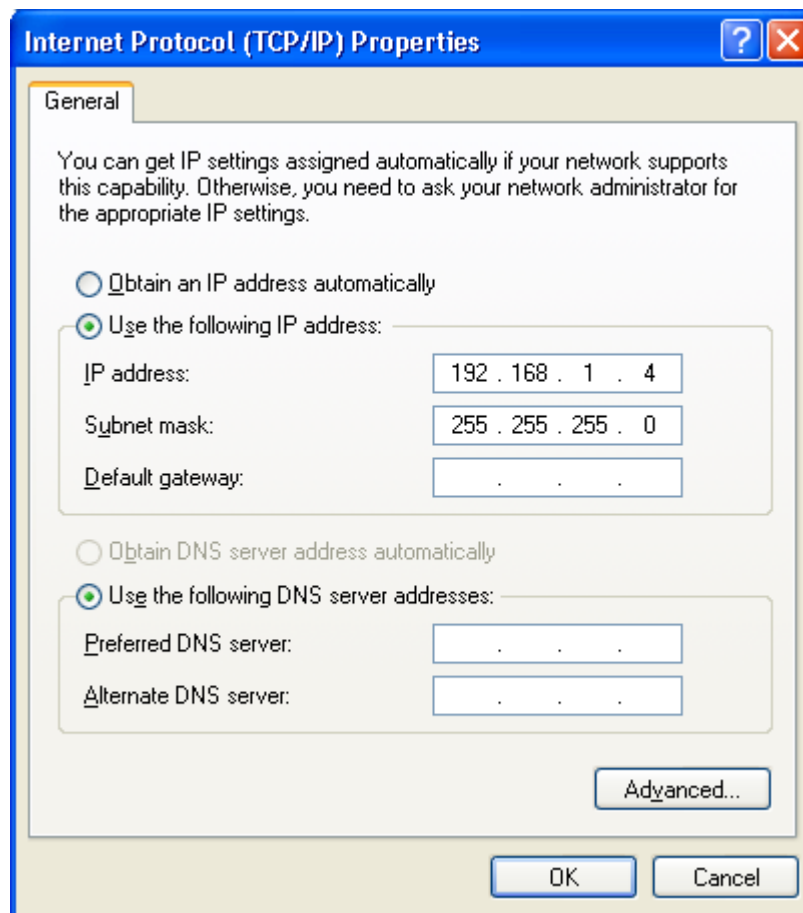 Internet Protocol (TCP/IP) Properties
General
You can get IP settings assigned automatically if your network supports
this capability. Otherwise, you need to ask your network administrator for
the appropriate IP settings.
Obtain an IP address automatically
Use the following IP address:
IP address: 192 . 168 . 1 . 4
Subnet mask: 255 . 255 . 255 . 0
Default gateway: . . .
Obtain DNS server address automatically
Use the following DNS server addresses:
Preferred DNS server: . . .
Alternate DNS server: . . .
Advanced...
OK Cancel